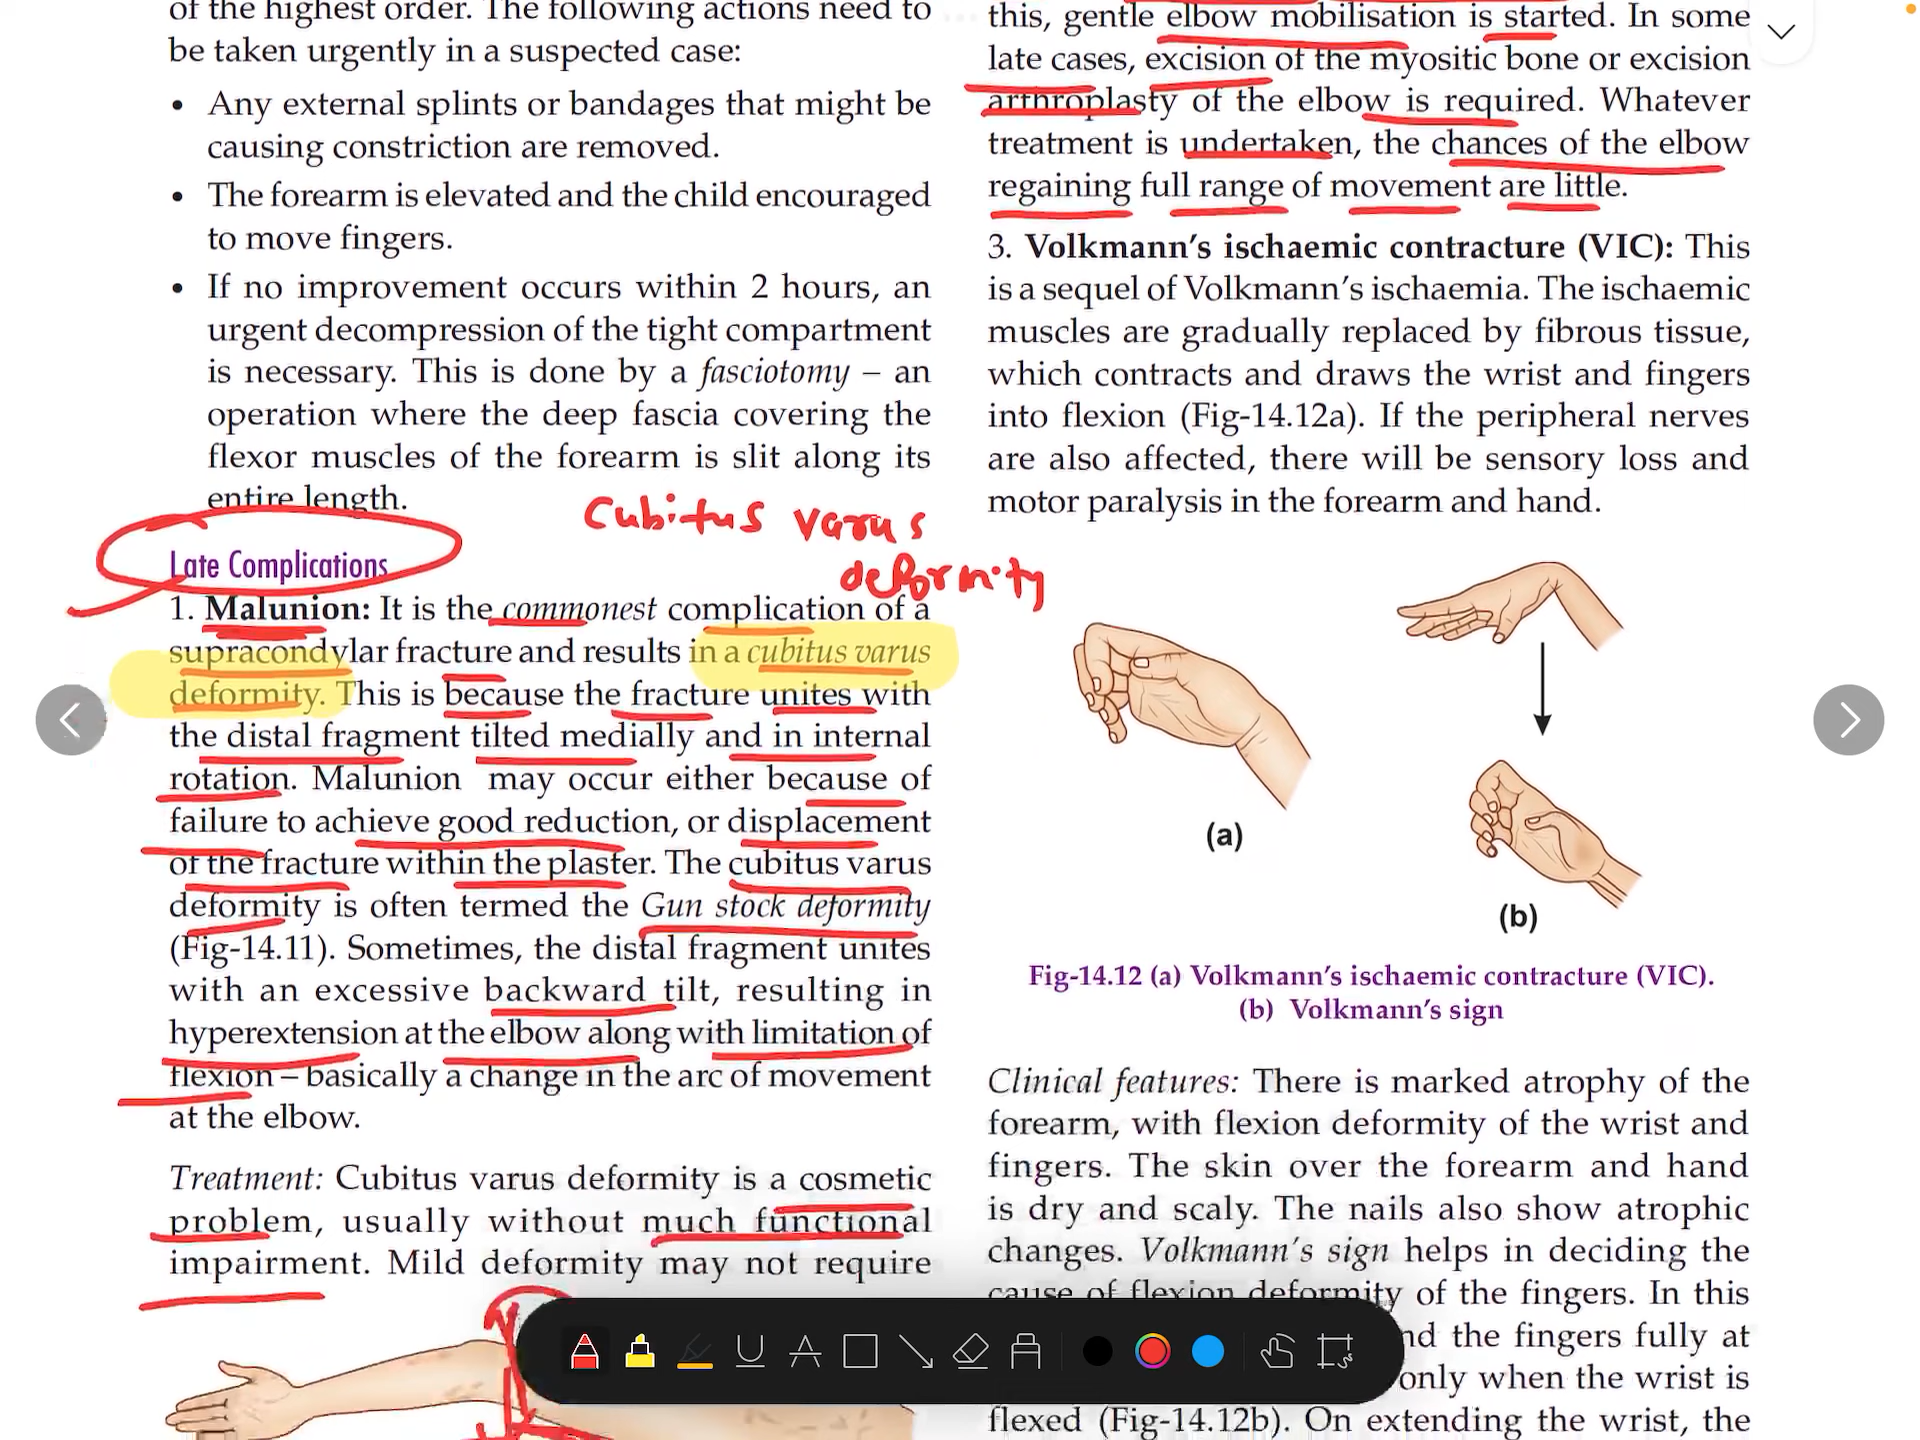 of the highest order. The following actions need to
be taken urgently in a suspected case:
• Any external splints or bandages that might be
causing constriction are removed.
• The forearm is elevated and the child encouraged
to move fingers.
• If no improvement occurs within 2 hours, an
urgent decompression of the tight compartment
is necessary. This is done by a fasciotomy – an
operation where the deep fascia covering the
flexor muscles of the forearm is slit along its
entire length.
Cubitus varus
deformity
Late Complications
1. Malunion: It is the commonest complication of a
supracondylar fracture and results in a cubitus varus
deformity. This is because the fracture unites with
the distal fragment tilted medially and in internal
rotation. Malunion may occur either because of
failure to achieve good reduction, or displacement
of the fracture within the plaster. The cubitus varus
deformity is often termed the Gun stock deformity
(Fig-14.11). Sometimes, the distal fragment unites
with an excessive backward tilt, resulting in
hyperextension at the elbow along with limitation of
flexion – basically a change in the arc of movement
at the elbow.
Treatment: Cubitus varus deformity is a cosmetic
problem, usually without much functional
impairment. Mild deformity may not require
this, gentle elbow mobilisation is started. In some
late cases, excision of the myositic bone or excision
arthroplasty of the elbow is required. Whatever
treatment is undertaken, the chances of the elbow
regaining full range of movement are little.
3. Volkmann's ischaemic contracture (VIC): This
is a sequel of Volkmann's ischaemia. The ischaemic
muscles are gradually replaced by fibrous tissue,
which contracts and draws the wrist and fingers
into flexion (Fig-14.12a). If the peripheral nerves
are also affected, there will be sensory loss and
motor paralysis in the forearm and hand.
(a)
(b)
Fig-14.12 (a) Volkmann's ischaemic contracture (VIC).
(b) Volkmann's sign
Clinical features: There is marked atrophy of the
forearm, with flexion deformity of the wrist and
fingers. The skin over the forearm and hand
is dry and scaly. The nails also show atrophic
changes. Volkmann's sign helps in deciding the
cause of flexion deformity of the fingers. In this
the fingers fully at
only when the wrist is
flexed (Fig-14.12b). On extending the wrist, the